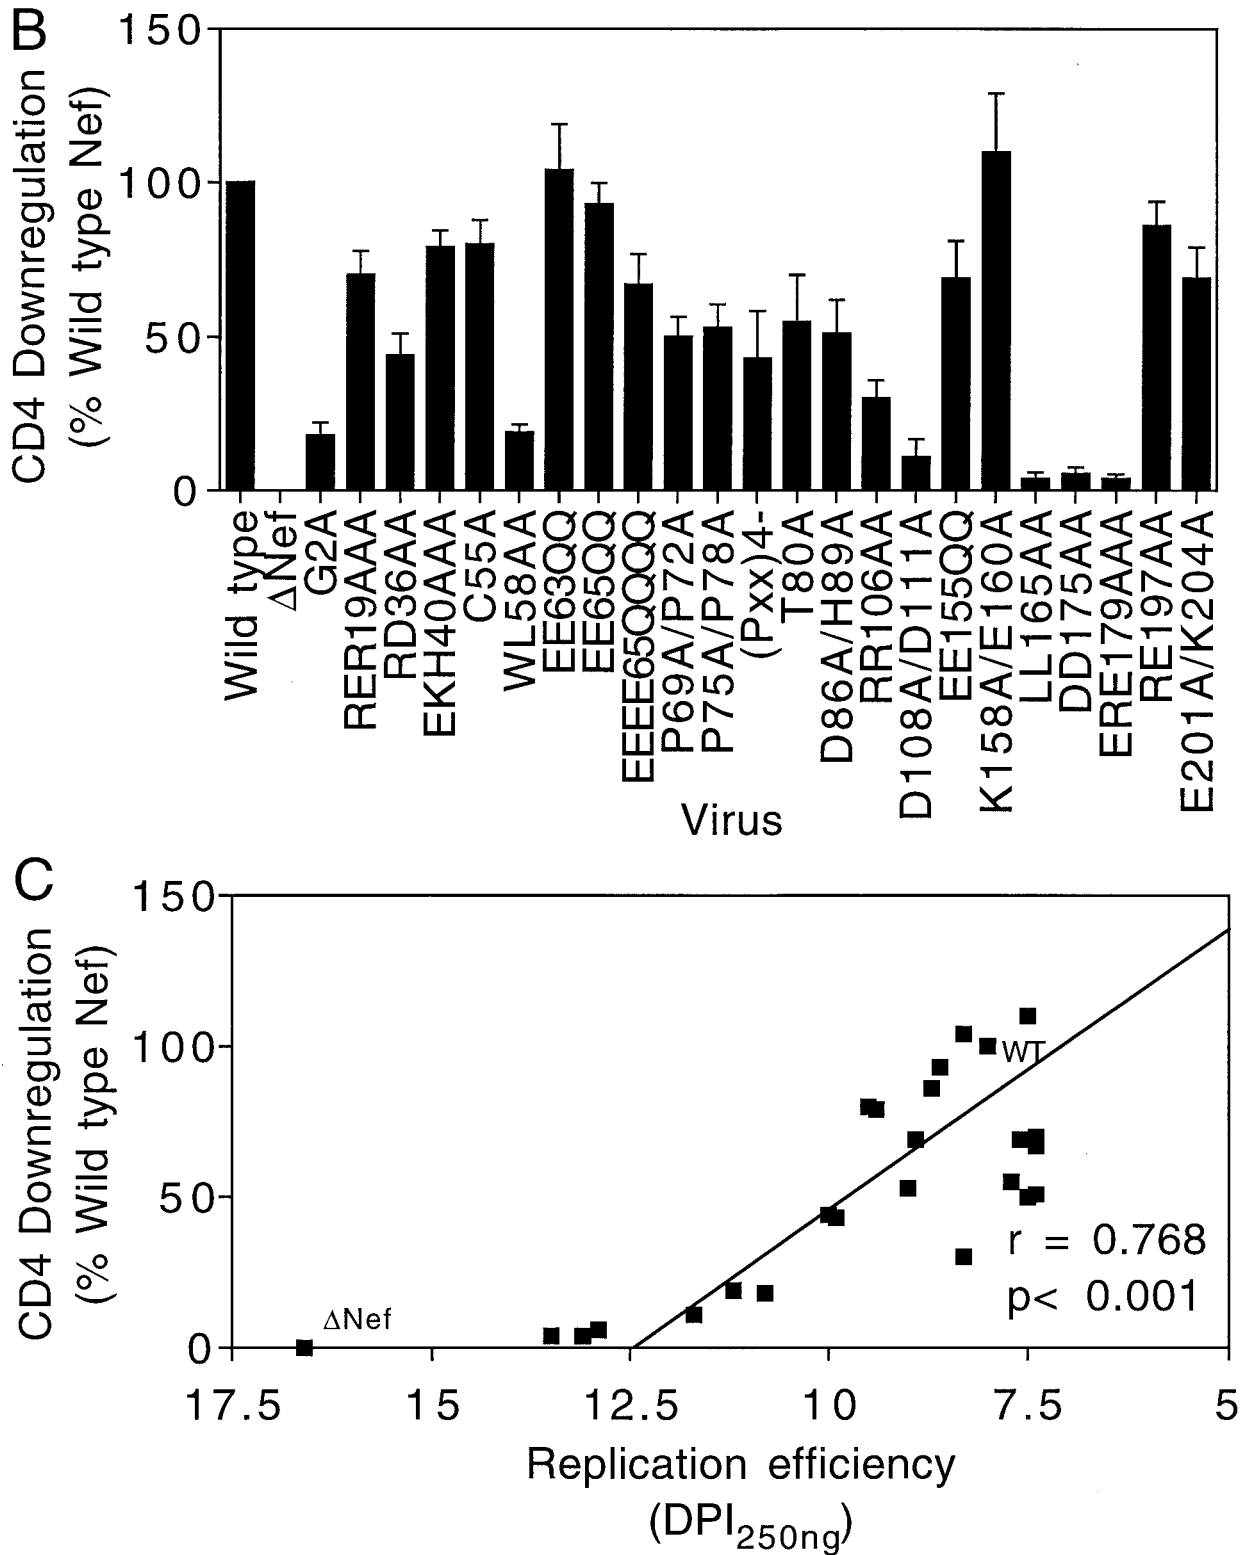 B
CD4 Downregulation
(% Wild type Nef)
150
100
50
0
Wild type
ΔNef
G2A
RER19AAA
RD36AA
EKH40AAA
C55A
WL58AA
EE63QQ
EE65QQ
EEEE65QQQQ
P69A/P72A
P75A/P78A
(Pxx)4-
T80A
D86A/H89A
RR106AA
D108A/D111A
EE155QQ
K158A/E160A
LL165AA
DD175AA
ERE179AAA
RE197AA
E201A/K204A
Virus
C
CD4 Downregulation
(% Wild type Nef)
150
100
50
0
WT
ΔNef
r = 0.768
p< 0.001
17.5 15 12.5 10 7.5 5
Replication efficiency
(DPI250ng)